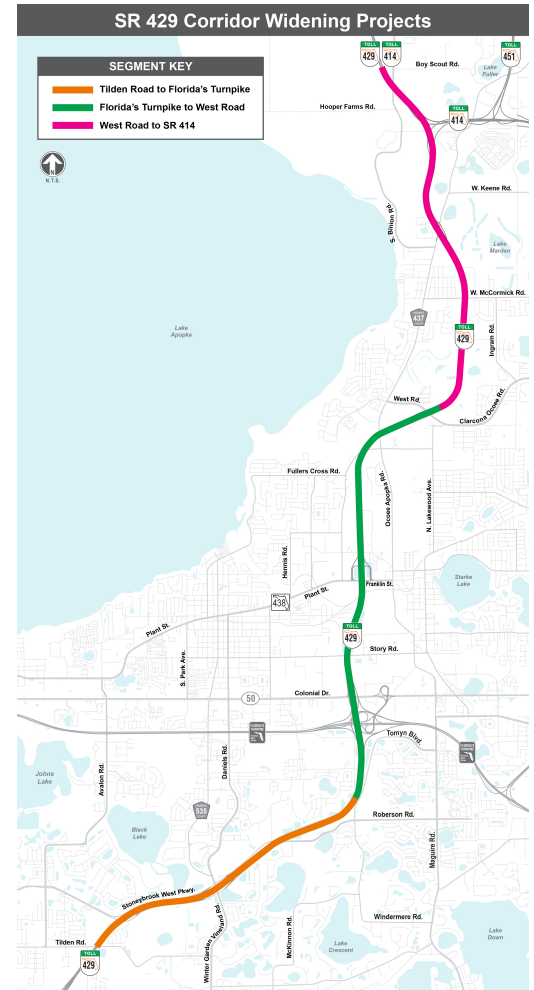 SR 429 Corridor Widening Projects
SEGMENT KEY
Tilden Road to Florida's Turnpike
Florida's Turnpike to West Road
West Road to SR 414
N
N.T.S.
TOLL
429
TOLL
414
Boy Scout Rd.
TOLL
451
Lake
Fuller
Hooper Farms Rd.
TOLL
414
W. Keene Rd.
S. Binion Rd.
Lake
Marden
W. McCormick Rd.
Lake
Apopka
437
TOLL
429
Ingram Rd.
West Rd.
Clarcona Ocoee Rd.
Fullers Cross Rd.
Ocoee Apopka Rd.
N. Lakewood Ave.
Hennis Rd.
Franklin St.
Starke
Lake
Plant St.
438
Plant St.
TOLL
429
Story Rd.
S. Park Ave.
50
Colonial Dr.
Tomyn Blvd.
Johns
Lake
Avalon Rd.
Daniels Rd.
535
Roberson Rd.
Black
Lake
Maguire Rd.
Stoneybrook West Pkwy.
Winter Garden Vineland Rd.
McKinnon Rd.
Windermere Rd.
Lake
Down
Lake
Crescent
Tilden Rd.
TOLL
429